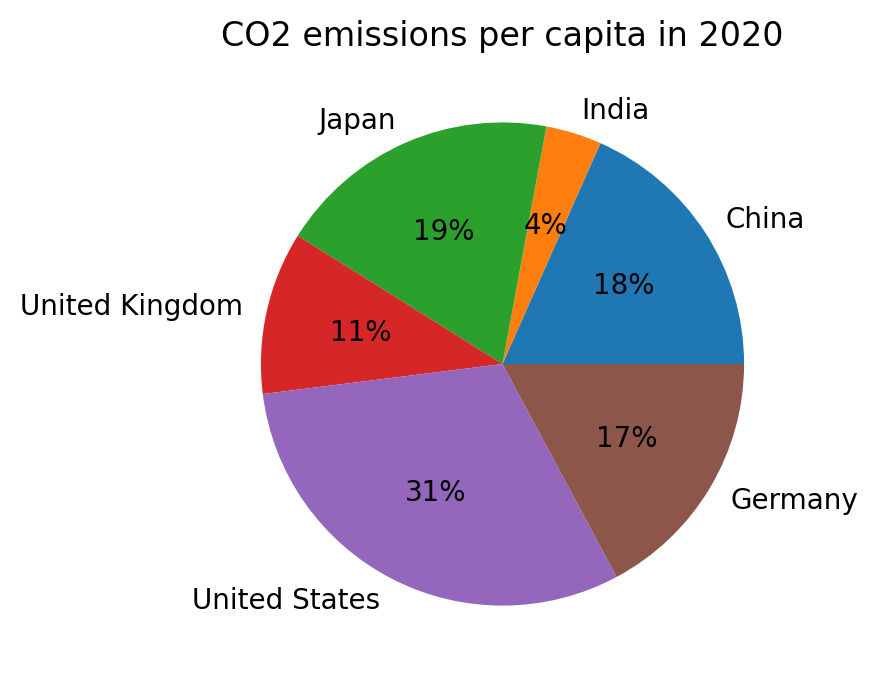 CO2 emissions per capita in 2020
India
Japan
China
4%
19%
18%
United Kingdom
11%
17%
31%
Germany
United States